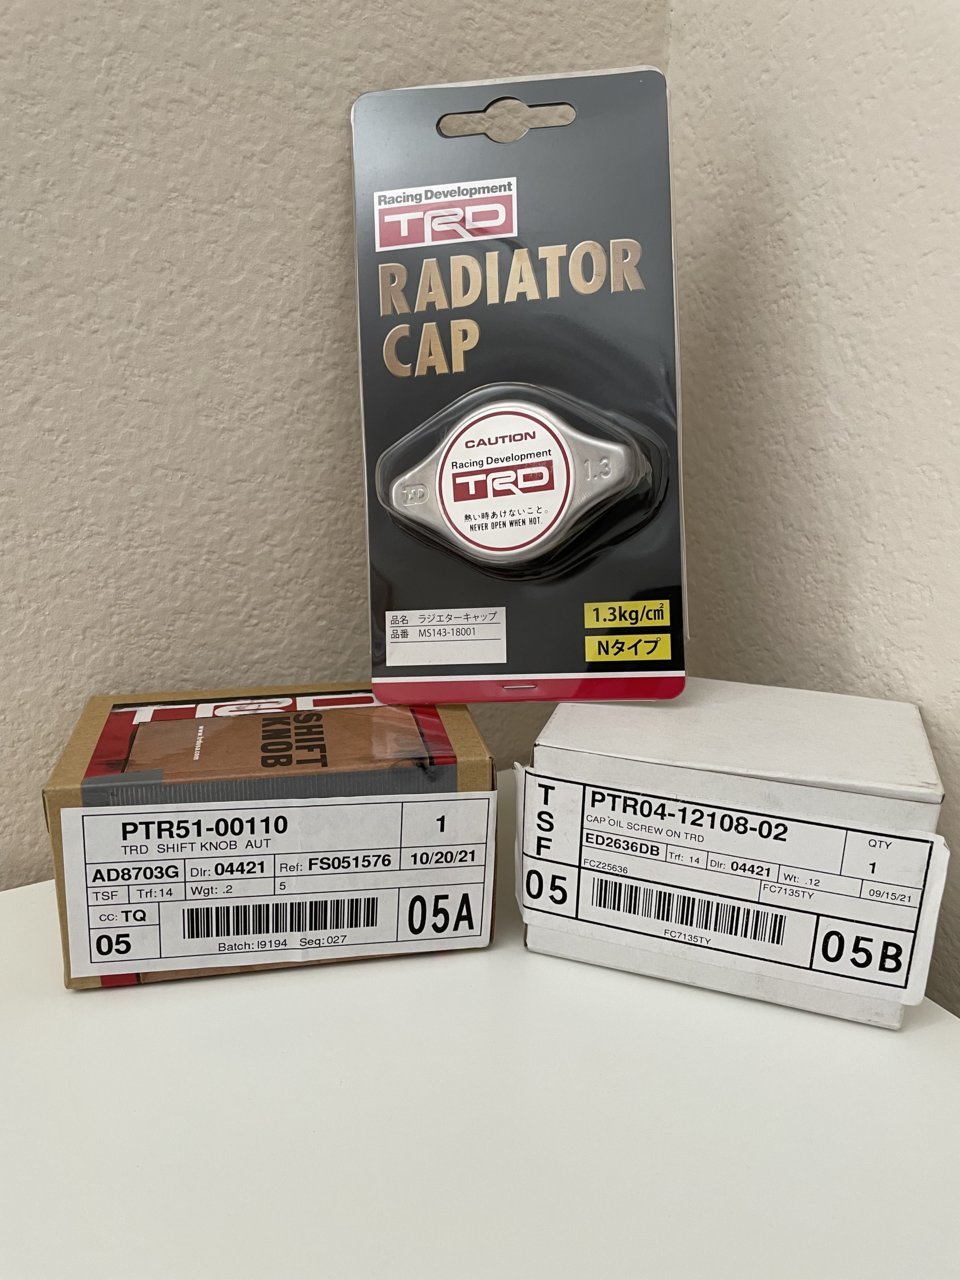 Racing Development
TRD
RADIATOR
CAP
CAUTION
Racing Development
TRD
熱い時あけないこと。
NEVER OPEN WHEN HOT.
1.3
品名 ラジエターキャップ
品番 MS143-18001
1.3kg/c㎡
Nタイプ
TRD
SHIFT
KNOB
PTR51-00110
TRD SHIFT KNOB AUT
1
AD8703G
Dlr: 04421
Ref: FS051576
10/20/21
TSF
Trf: 14
Wgt: .2
5
CC: TQ
05
Batch: I9194 Seq: 027
05A
TSF
PTR04-12108-02
CAP OIL SCREW ON TRD
QTY
1
ED2636DB
Trf: 14
Dlr: 04421
Wt: .12
09/15/21
FCZ25636
FC7135TY
05
FC7135TY
05B